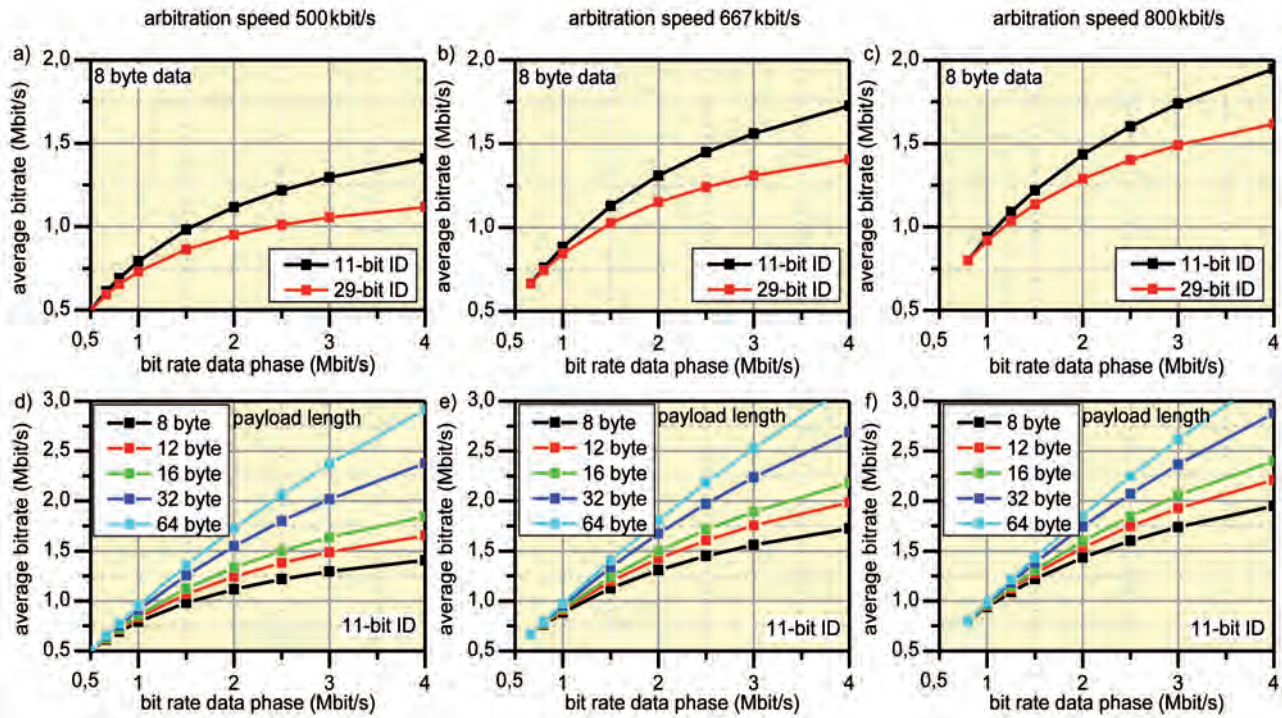 arbitration speed 500 kbit/s
arbitration speed 667 kbit/s
arbitration speed 800 kbit/s
a)
2,0
1,5
1,0
0,5
average bitrate (Mbit/s)
8 byte data
11-bit ID
29-bit ID
0,5
1
2
3
4
bit rate data phase (Mbit/s)
b)
2,0
1,5
1,0
0,5
average bitrate (Mbit/s)
8 byte data
11-bit ID
29-bit ID
1
2
3
4
bit rate data phase (Mbit/s)
c)
2,0
1,5
1,0
0,5
average bitrate (Mbit/s)
8 byte data
11-bit ID
29-bit ID
0,5
1
2
3
4
bit rate data phase (Mbit/s)
d)
3,0
2,5
2,0
1,5
1,0
0,5
average bitrate (Mbit/s)
payload length
8 byte
12 byte
16 byte
32 byte
64 byte
11-bit ID
0,5
1
2
3
4
bit rate data phase (Mbit/s)
e)
3,0
2,5
2,0
1,5
1,0
0,5
average bitrate (Mbit/s)
payload length
8 byte
12 byte
16 byte
32 byte
64 byte
11-bit ID
1
2
3
4
bit rate data phase (Mbit/s)
f)
3,0
2,5
2,0
1,5
1,0
0,5
average bitrate (Mbit/s)
payload length
8 byte
12 byte
16 byte
32 byte
64 byte
11-bit ID
0,5
1
2
3
4
bit rate data phase (Mbit/s)